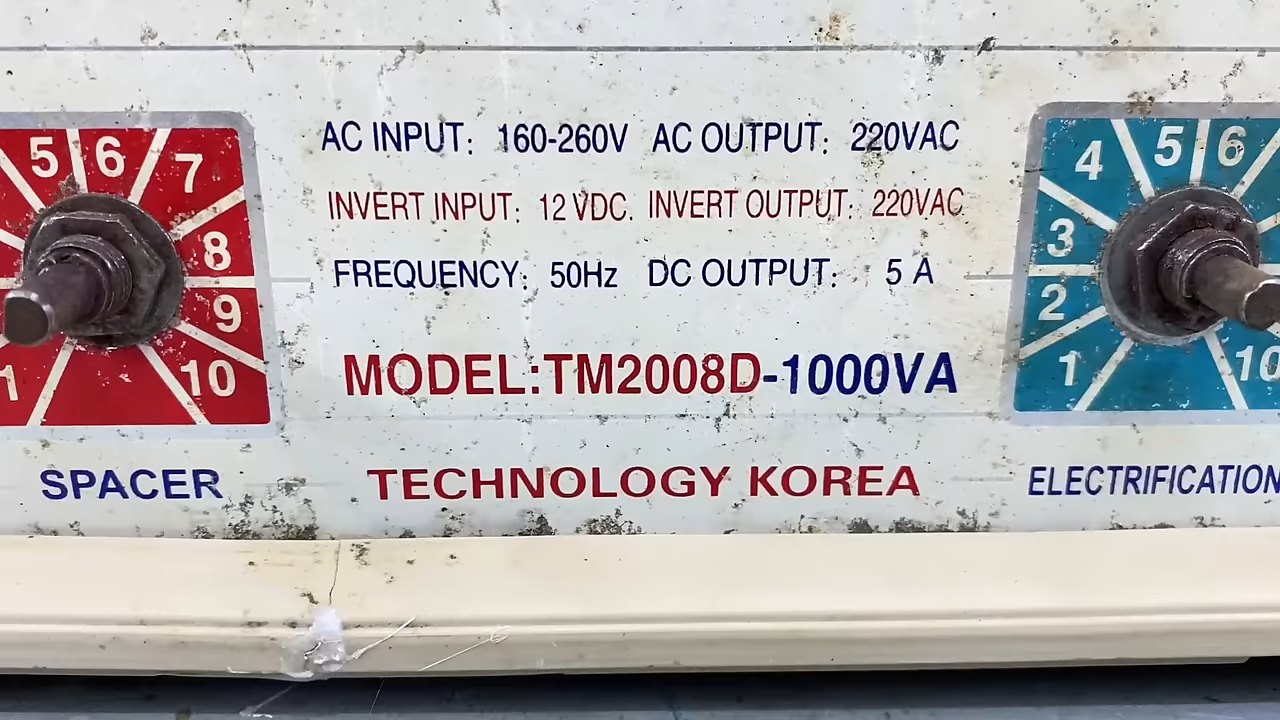 AC INPUT: 160-260V AC OUTPUT: 220VAC
INVERT INPUT: 12 VDC. INVERT OUTPUT: 220VAC
FREQUENCY: 50Hz DC OUTPUT: 5 A
MODEL:TM2008D-1000VA
TECHNOLOGY KOREA
5 6 7 8 9 10 1
SPACER
1 2 3 4 5 6 10
ELECTRIFICATION